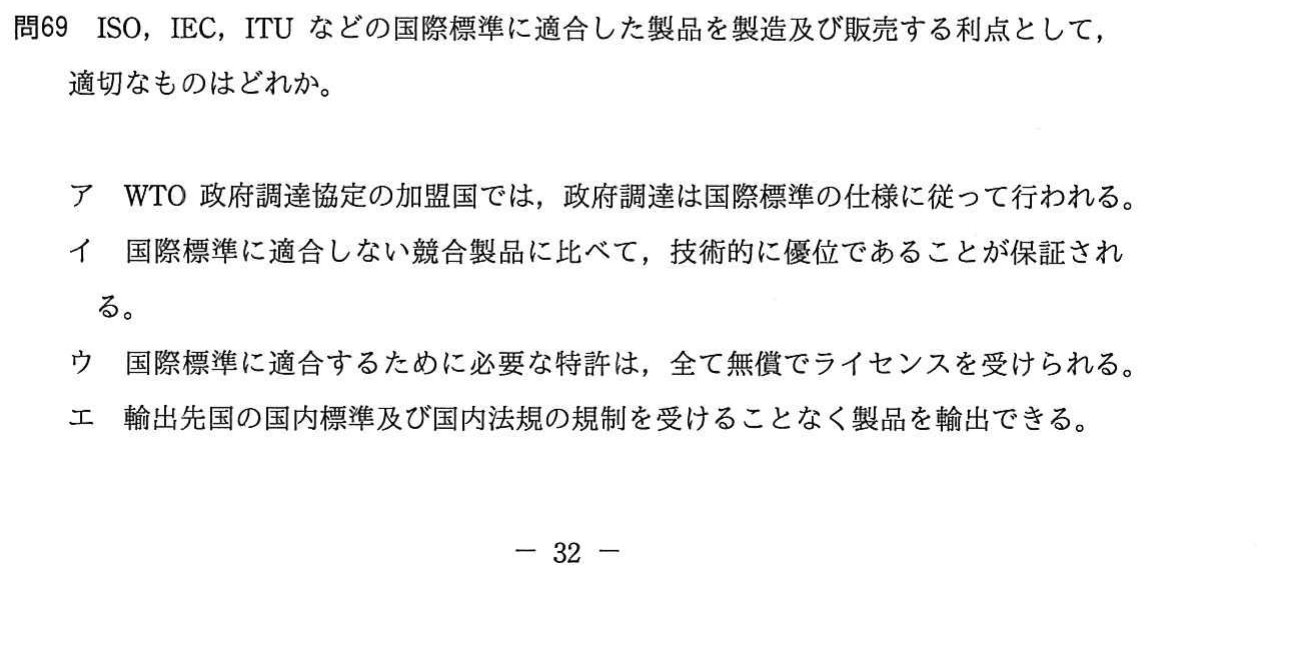 問69 ISO，IEC，ITU などの国際標準に適合した製品を製造及び販売する利点として，
適切なものはどれか。
ア WTO 政府調達協定の加盟国では，政府調達は国際標準の仕様に従って行われる。
イ 国際標準に適合しない競合製品に比べて，技術的に優位であることが保証され
る。
ウ 国際標準に適合するために必要な特許は，全て無償でライセンスを受けられる。
エ 輸出先国の国内標準及び国内法規の規制を受けることなく製品を輸出できる。
－ 32 －